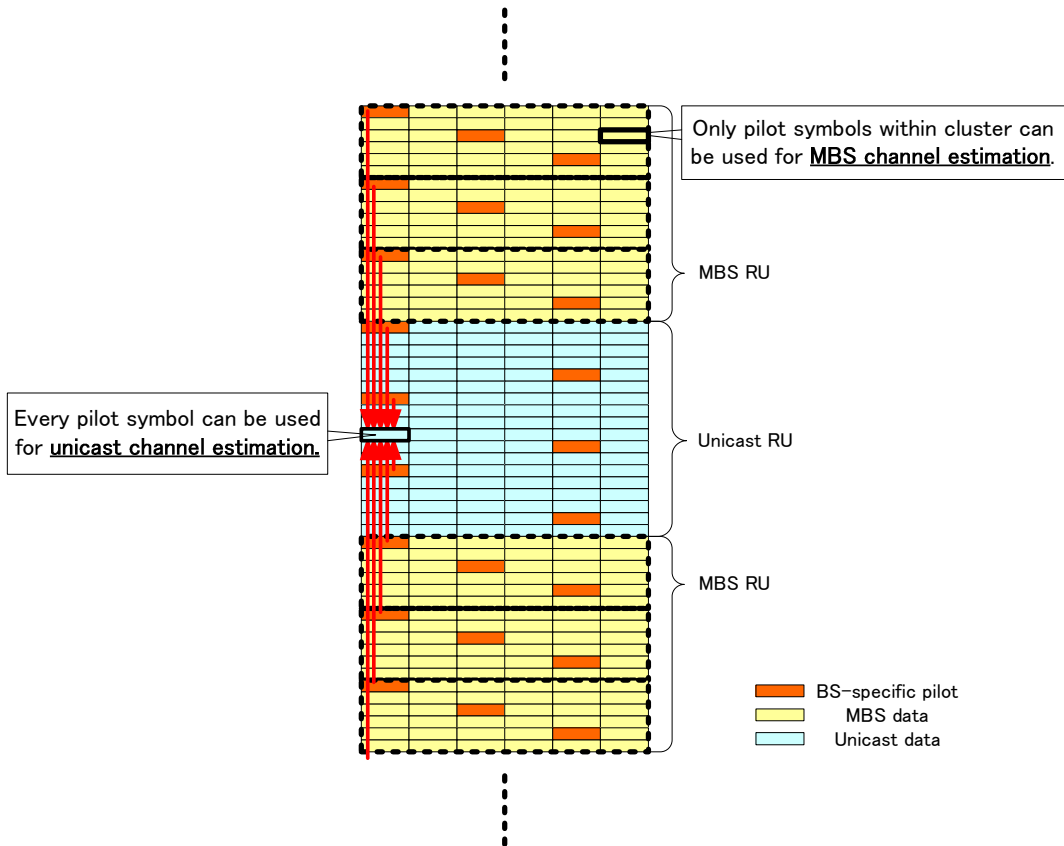 Only pilot symbols within cluster can
be used for MBS channel estimation.
MBS RU
Every pilot symbol can be used
for unicast channel estimation.
Unicast RU
MBS RU
BS-specific pilot
MBS data
Unicast data